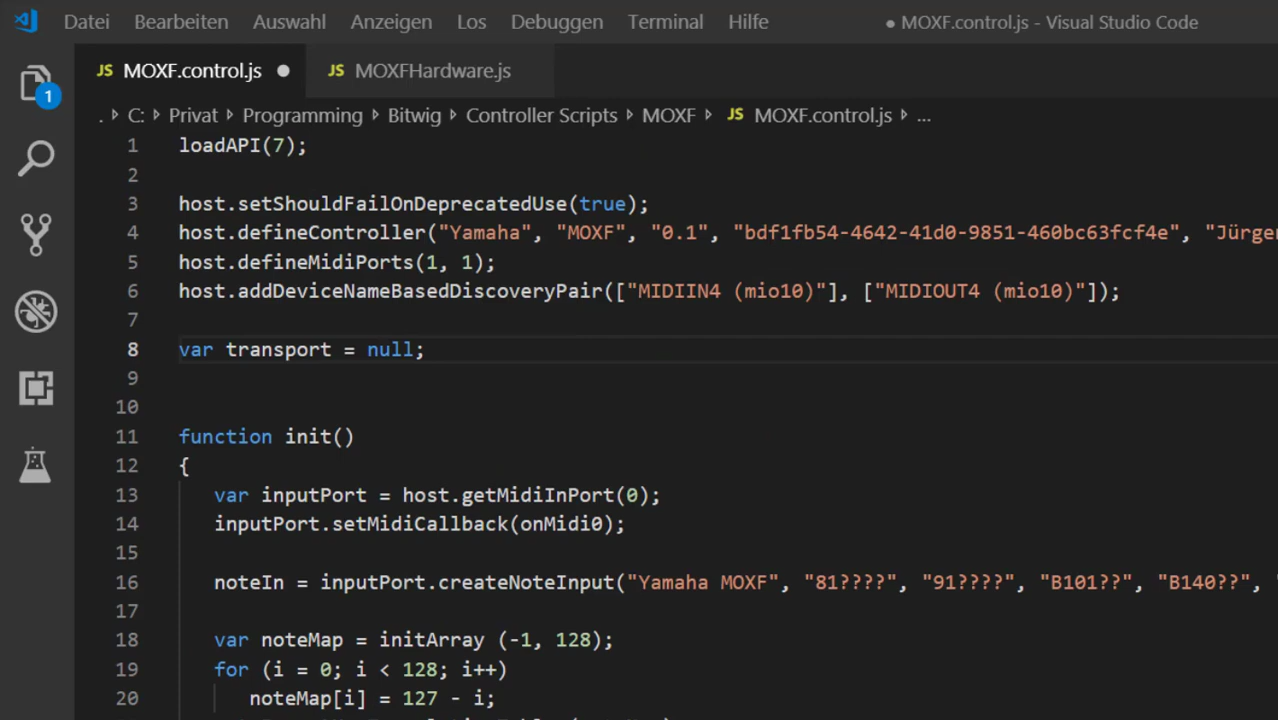 Datei Bearbeiten Auswahl Anzeigen Los Debuggen Terminal Hilfe ● MOXF.control.js - Visual Studio Code
JS MOXF.control.js ● JS MOXFHardware.js
1
. C: Privat Programming Bitwig Controller Scripts MOXF JS MOXF.control.js ...
1 loadAPI(7);
2
3 host.setShouldFailOnDeprecatedUse(true);
4 host.defineController("Yamaha", "MOXF", "0.1", "bdf1fb54-4642-41d0-9851-460bc63fcf4e", "Jürgen
5 host.defineMidiPorts(1, 1);
6 host.addDeviceNameBasedDiscoveryPair(["MIDIIN4 (mio10)"], ["MIDIOUT4 (mio10)"]);
7
8 var transport = null;
9
10
11 function init()
12 {
13 var inputPort = host.getMidiInPort(0);
14 inputPort.setMidiCallback(onMidi0);
15
16 noteIn = inputPort.createNoteInput("Yamaha MOXF", "81????", "91????", "B101??", "B140??",
17
18 var noteMap = initArray (-1, 128);
19 for (i = 0; i < 128; i++)
20 noteMap[i] = 127 - i;